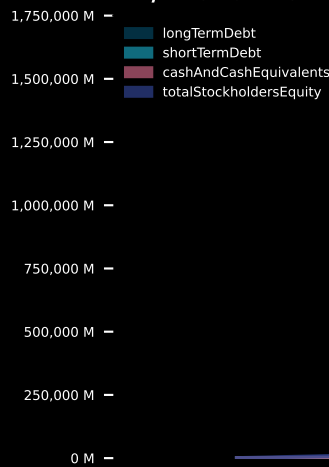 1,750,000 M
longTermDebt
shortTermDebt
1,500,000 M
cashAndCashEquivalents
totalStockholdersEquity
1,250,000 M
1,000,000 M
750,000 M
500,000 M
250,000 M
0 M